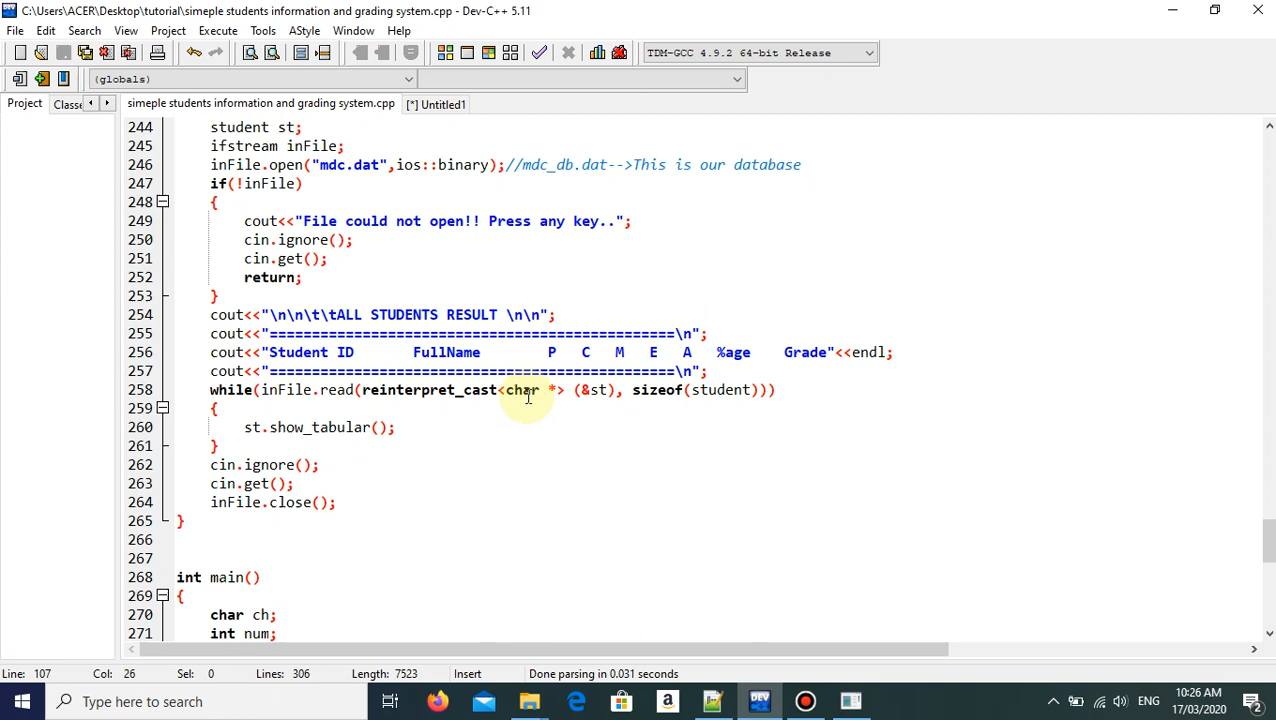 C:\Users\ACER\Desktop\tutorial\simeple students information and grading system.cpp - Dev-C++ 5.11
File Edit Search View Project Execute Tools AStyle Window Help
TDM-GCC 4.9.2 64-bit Release
(globals)
Project Classe simeple students information and grading system.cpp [*] Untitled1
244 student st;
245 ifstream inFile;
246 inFile.open("mdc.dat",ios::binary);//mdc_db.dat-->This is our database
247 if(!inFile)
248 {
249 cout<<"File could not open!! Press any key..";
250 cin.ignore();
251 cin.get();
252 return;
253 }
254 cout<<"\n\n\t\tALL STUDENTS RESULT \n\n";
255 cout<<"================================================\n";
256 cout<<"Student ID       FullName        P   C   M   E   A   %age    Grade"<<endl;
257 cout<<"================================================\n";
258 while(inFile.read(reinterpret_cast<char *> (&st), sizeof(student)))
259 {
260 st.show_tabular();
261 }
262 cin.ignore();
263 cin.get();
264 inFile.close();
265 }
266
267
268 int main()
269 {
270 char ch;
271 int num;
Line: 107 Col: 26 Sel: 0 Lines: 306 Length: 7523 Insert Done parsing in 0.031 seconds
Type here to search
DEV
ENG
10:26 AM
17/03/2020
2